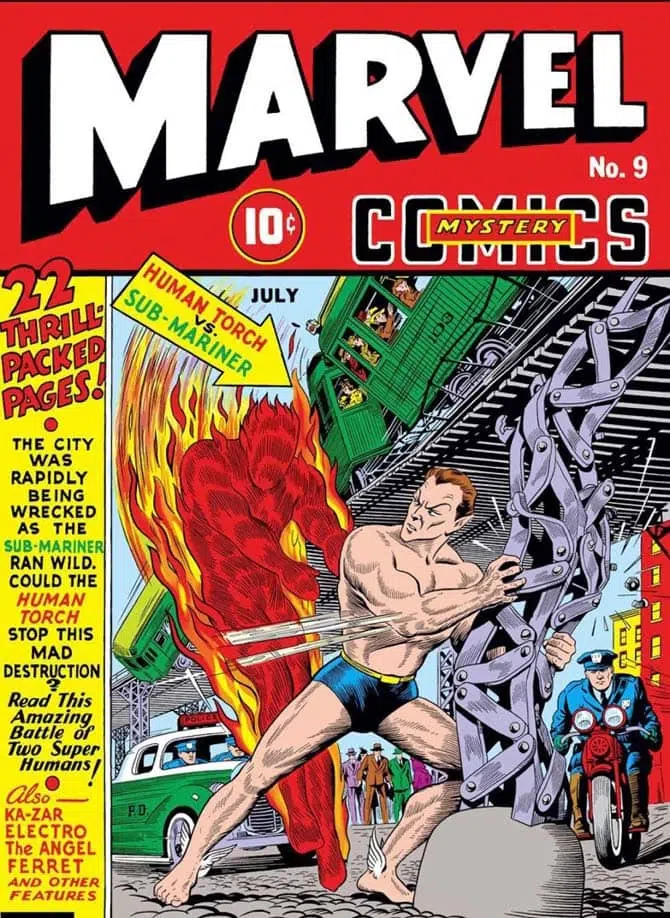 MARVEL
No. 9
10¢
COMICS
MYSTERY
22
THRILL-
PACKED
PAGES!
THE CITY
WAS
RAPIDLY
BEING
WRECKED
AS THE
SUB-MARINER
RAN WILD.
COULD THE
HUMAN
TORCH
STOP THIS
MAD
DESTRUCTION
?
Read This
Amazing
Battle of
Two Super
Humans!
Also—
KA-ZAR
ELECTRO
The ANGEL
FERRET
AND OTHER
FEATURES
HUMAN TORCH
VS.
SUB-MARINER
JULY
POLICE
P.D.